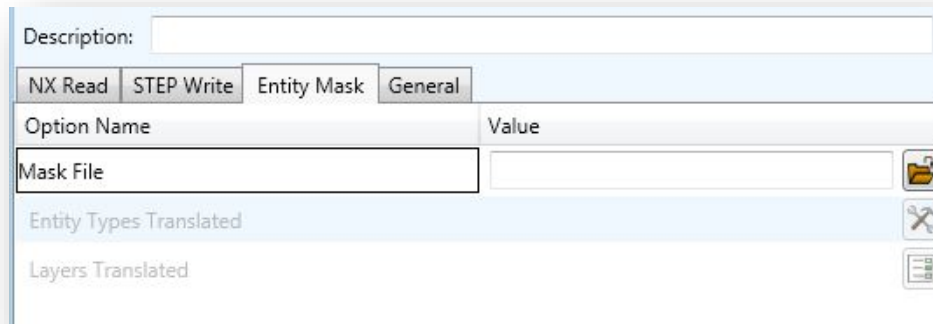 Description:
NX Read STEP Write Entity Mask General
Option Name Value
Mask File
Entity Types Translated
Layers Translated